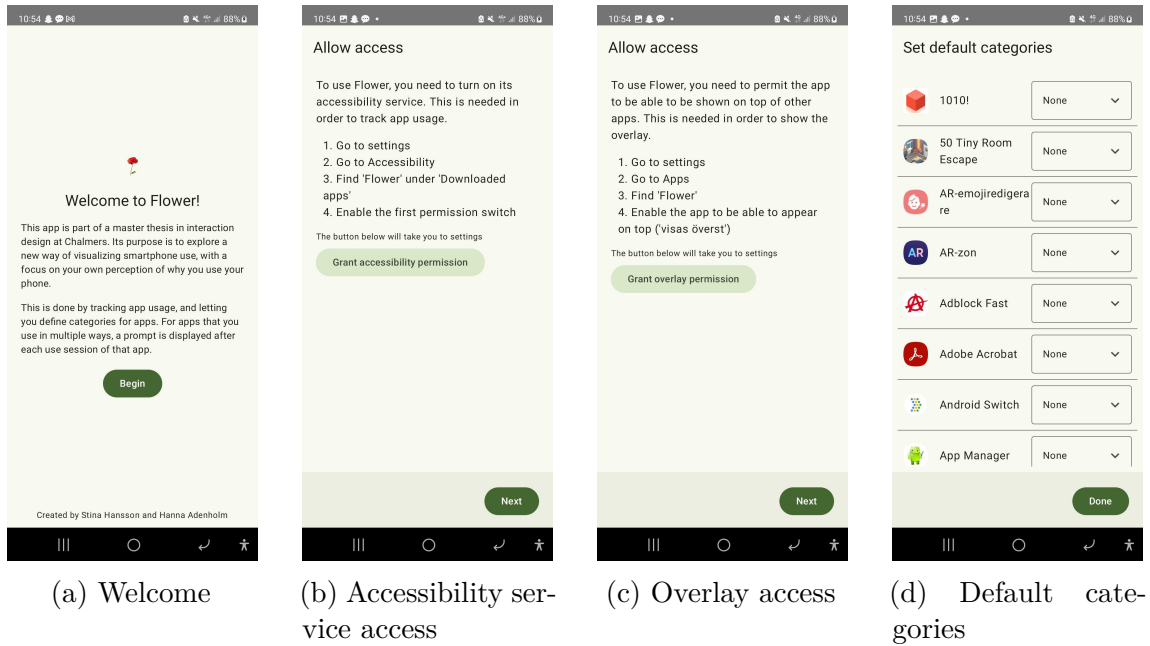 10:54
88%
Welcome to Flower!
This app is part of a master thesis in interaction
design at Chalmers. Its purpose is to explore a
new way of visualizing smartphone use, with a
focus on your own perception of why you use your
phone.
This is done by tracking app usage, and letting
you define categories for apps. For apps that you
use in multiple ways, a prompt is displayed after
each use session of that app.
Begin
Created by Stina Hansson and Hanna Adenholm
(a) Welcome
10:54
88%
Allow access
To use Flower, you need to turn on its
accessibility service. This is needed in
order to track app usage.
1. Go to settings
2. Go to Accessibility
3. Find 'Flower' under 'Downloaded
apps'
4. Enable the first permission switch
The button below will take you to settings
Grant accessibility permission
Next
(b) Accessibility ser-
vice access
10:54
88%
Allow access
To use Flower, you need to permit the app
to be able to be shown on top of other
apps. This is needed in order to show the
overlay.
1. Go to settings
2. Go to Apps
3. Find 'Flower'
4. Enable the app to be able to appear
on top ('visas överst')
The button below will take you to settings
Grant overlay permission
Next
(c) Overlay access
10:54
88%
Set default categories
1010! None
50 Tiny Room
Escape None
AR-emojiredigera
re None
AR
AR-zon None
Adblock Fast None
Adobe Acrobat None
Android Switch None
App Manager None
Done
(d) Default cate-
gories